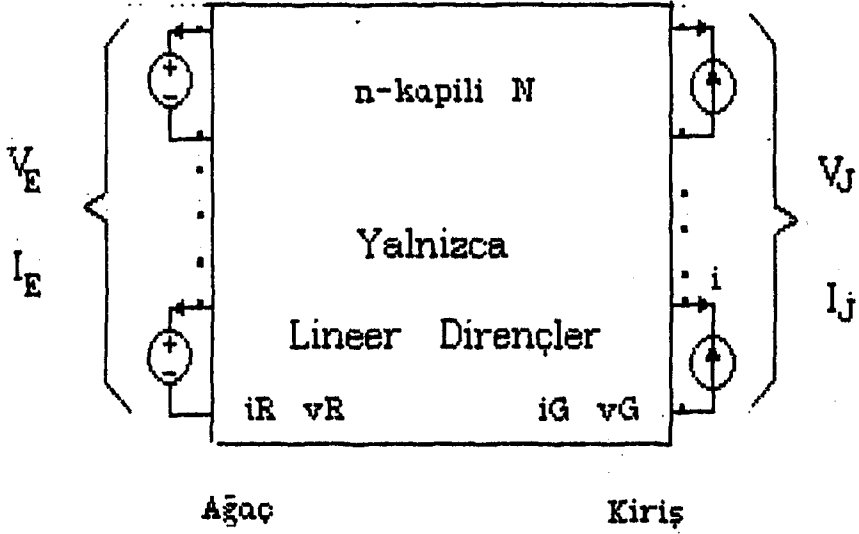 n-kapili N
V_E
V_J
Yalnizca
I_E
i
I_j
Lineer Dirençler
iR vR iG vG
Ağaç Kiriş